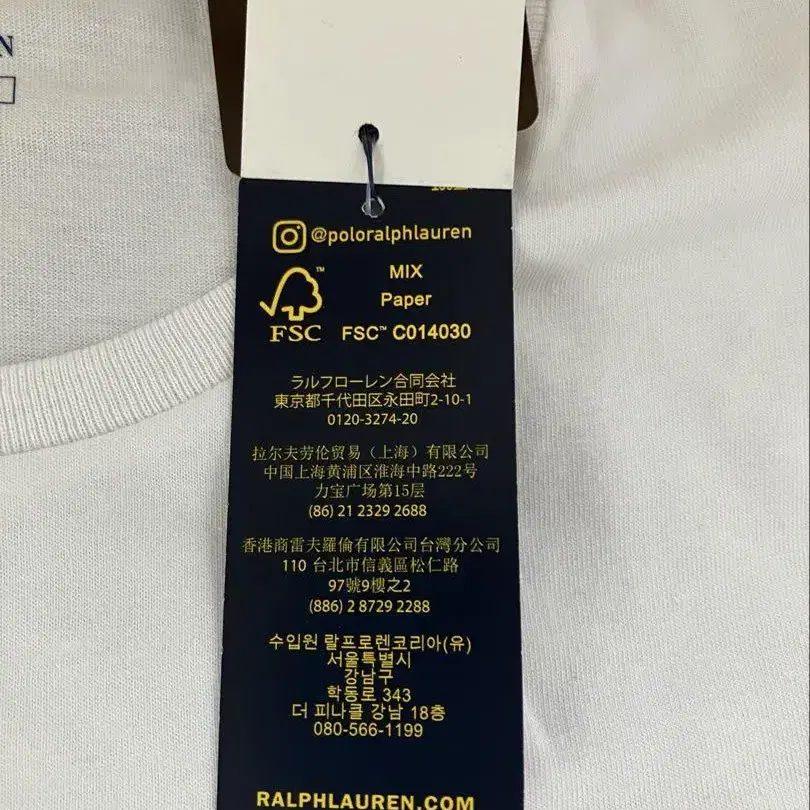 N
@poloralphlauren
MIX
Paper
FSC™ FSC™ C014030
ラルフローレン合同会社
東京都千代田区永田町2-10-1
0120-3274-20
拉尔夫劳伦贸易（上海）有限公司
中国上海黄浦区淮海中路222号
力宝广场第15层
(86) 21 2329 2688
香港商雷夫羅倫有限公司台灣分公司
110 台北市信義區松仁路
97號9樓之2
(886) 2 8729 2288
수입원 랄프로렌코리아(유)
서울특별시
강남구
학동로 343
더 피나클 강남 18층
080-566-1199
RALPHLAUREN.COM